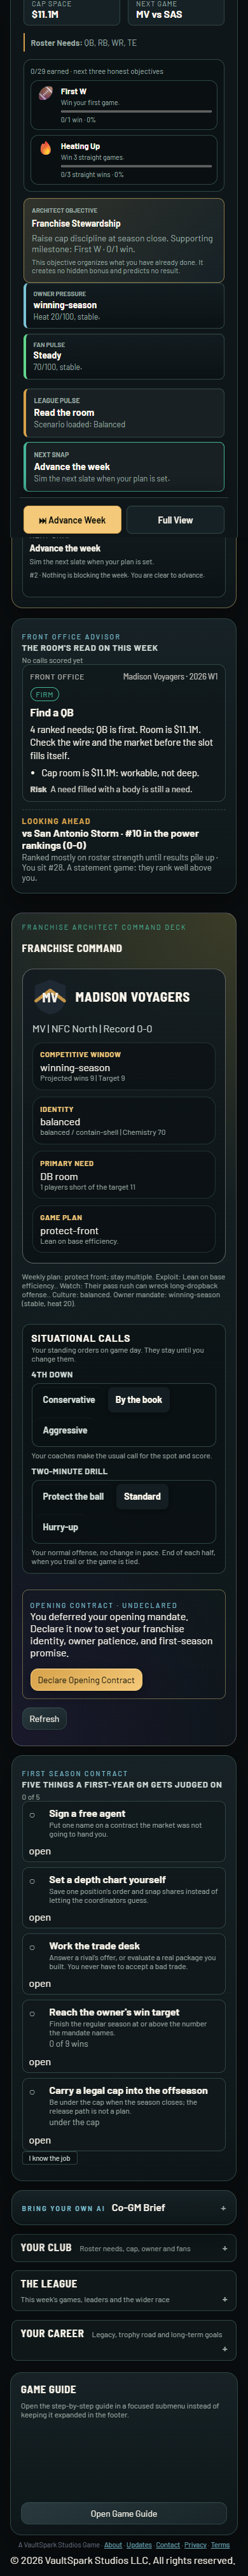 CAP SPACE
$11.1M
NEXT GAME
MV vs SAS
Roster Needs: QB, RB, WR, TE
0/29 earned · next three honest objectives
First W
Win your first game.
0/1 win · 0%
Heating Up
Win 3 straight games.
0/3 straight wins · 0%
ARCHITECT OBJECTIVE
Franchise Stewardship
Raise cap discipline at season close. Supporting
milestone: First W · 0/1 win.
This objective organizes what you have already done. It
creates no hidden bonus and predicts no result.
OWNER PRESSURE
winning-season
Heat 20/100, stable.
FAN PULSE
Steady
70/100, stable.
LEAGUE PULSE
Read the room
Scenario loaded: Balanced
NEXT SNAP
Advance the week
Sim the next slate when your plan is set.
⏭ Advance Week
Full View
Advance the week
Sim the next slate when your plan is set.
#2 · Nothing is blocking the week. You are clear to advance.
FRONT OFFICE ADVISOR
THE ROOM'S READ ON THIS WEEK
No calls scored yet
FRONT OFFICE
Madison Voyagers · 2026 W1
FIRM
Find a QB
4 ranked needs; QB is first. Room is $11.1M.
Check the wire and the market before the slot
fills itself.
• Cap room is $11.1M: workable, not deep.
Risk A need filled with a body is still a need.
LOOKING AHEAD
vs San Antonio Storm · #10 in the power
rankings (0-0)
Ranked mostly on roster strength until results pile up ·
You sit #28. A statement game: they rank well above
you.
FRANCHISE ARCHITECT COMMAND DECK
FRANCHISE COMMAND
MV
MADISON VOYAGERS
MV | NFC North | Record 0-0
COMPETITIVE WINDOW
winning-season
Projected wins 9 | Target 9
IDENTITY
balanced
balanced / contain-shell | Chemistry 70
PRIMARY NEED
DB room
1 players short of the target 11
GAME PLAN
protect-front
Lean on base efficiency.
Weekly plan: protect front; stay multiple. Exploit: Lean on base
efficiency.. Watch: Their pass rush can wreck long-dropback
offense.. Culture: balanced. Owner mandate: winning-season
(stable, heat 20).
SITUATIONAL CALLS
Your standing orders on game day. They stay until you
change them.
4TH DOWN
Conservative
By the book
Aggressive
Your coaches make the usual call for the spot and score.
TWO-MINUTE DRILL
Protect the ball
Standard
Hurry-up
Your normal offense, no change in pace. End of each half,
when you trail or the game is tied.
OPENING CONTRACT · UNDECLARED
You deferred your opening mandate.
Declare it now to set your franchise
identity, owner patience, and first-season
promise.
Declare Opening Contract
Refresh
FIRST SEASON CONTRACT
FIVE THINGS A FIRST-YEAR GM GETS JUDGED ON
0 of 5
○ Sign a free agent
Put one name on a contract the market was not
going to hand you.
open
○ Set a depth chart yourself
Save one position's order and snap shares instead of
letting the coordinators guess.
open
○ Work the trade desk
Answer a rival's offer, or evaluate a real package you
built. You never have to accept a bad trade.
open
○ Reach the owner's win target
Finish the regular season at or above the number
the mandate names.
0 of 9 wins
open
○ Carry a legal cap into the offseason
Be under the cap when the season closes; the
release path is not a plan.
under the cap
open
I know the job
BRING YOUR OWN AI Co-GM Brief +
YOUR CLUB Roster needs, cap, owner and fans +
THE LEAGUE
This week's games, leaders and the wider race +
YOUR CAREER Legacy, trophy road and long-term goals
+
GAME GUIDE
Open the step-by-step guide in a focused submenu instead of
keeping it expanded in the footer.
Open Game Guide
A VaultSpark Studios Game · About · Updates · Contact · Privacy · Terms
© 2026 VaultSpark Studios LLC. All rights reserved.